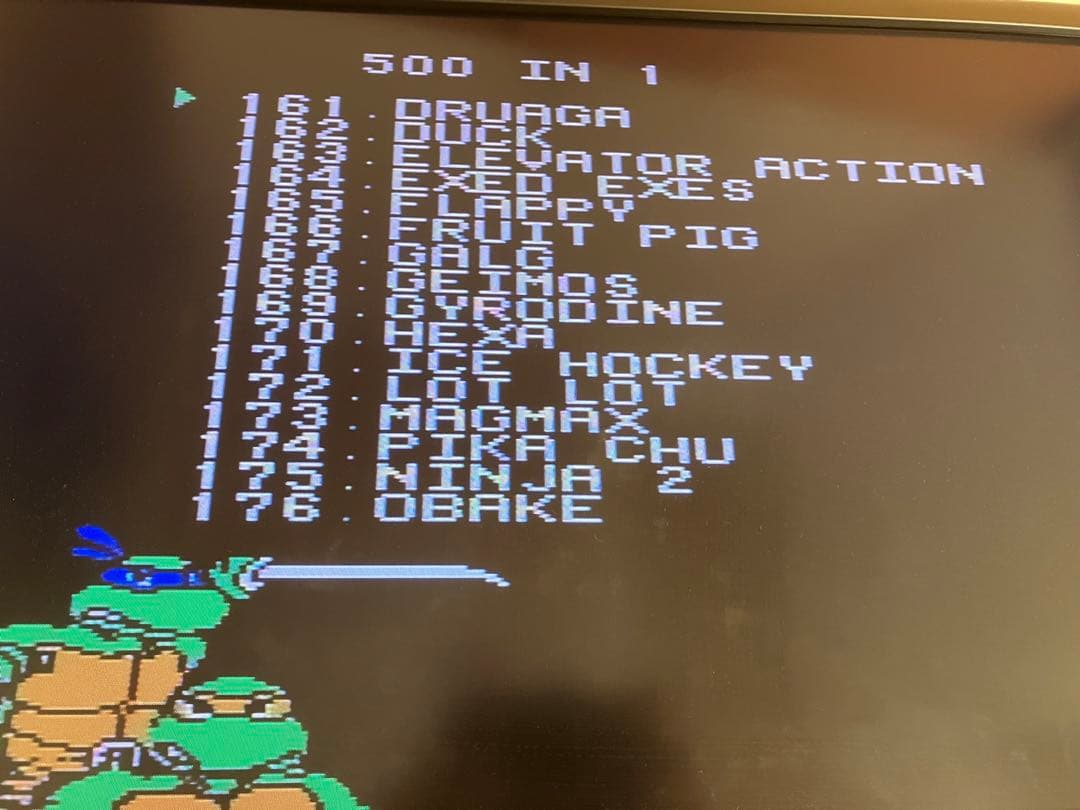 500 IN 1
161. DRUAGA
162. DUCK
163. ELEVATOR ACTION
164. EXED EXES
165. FLAPPY
166. FRUIT PIG
167. GALG
168. GEIMOS
169. GYRODINE
170. HEXA
171. ICE HOCKEY
172. LOT LOT
173. MAGMAX
174. PIKA CHU
175. NINJA 2
176. OBAKE